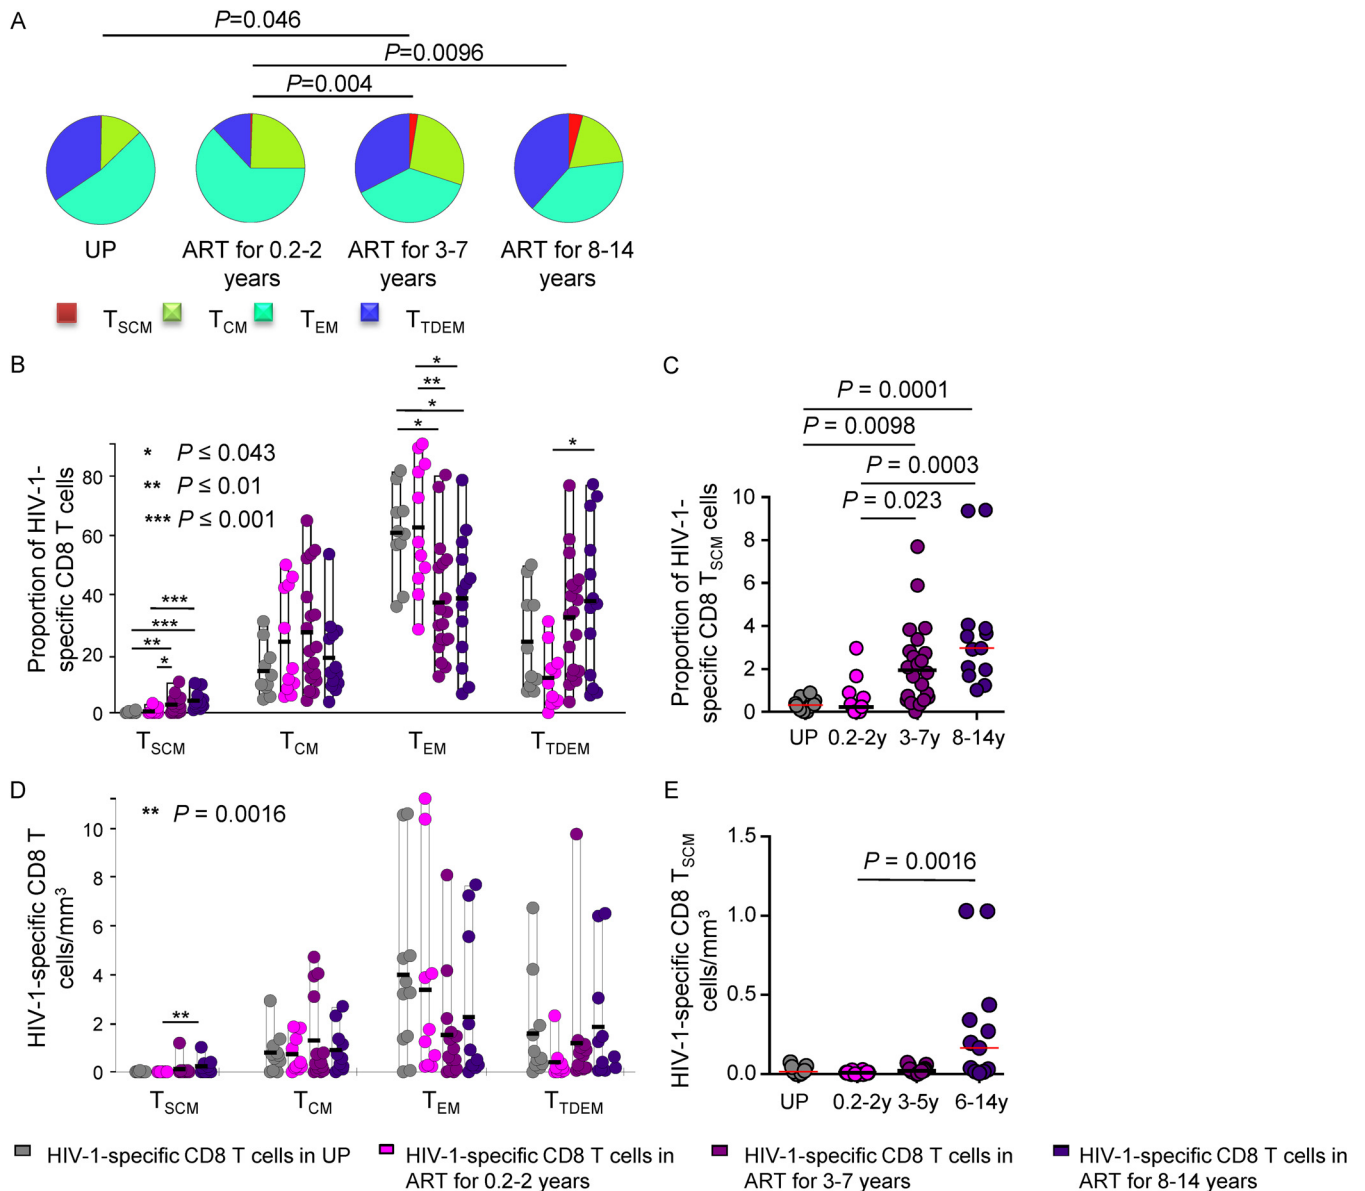 A
P=0.046
P=0.0096
P=0.004
UP
ART for 0.2-2 years
ART for 3-7 years
ART for 8-14 years
TSCM TCM TEM TTDEM
B
Proportion of HIV-1-
specific CD8 T cells
80
60
40
20
0
* P ≤ 0.043
** P ≤ 0.01
*** P ≤ 0.001
***
***
**
*
*
**
*
*
*
TSCM TCM TEM TTDEM
C
P = 0.0001
P = 0.0098
P = 0.0003
P = 0.023
Proportion of HIV-1-
specific CD8 TSCM cells
10
8
6
4
2
0
UP 0.2-2y 3-7y 8-14y
D
HIV-1-specific CD8 T
cells/mm3
10
8
6
4
2
0
** P = 0.0016
**
TSCM TCM TEM TTDEM
E
HIV-1-specific CD8 TSCM
cells/mm3
1.5
1.0
0.5
0.0
P = 0.0016
UP 0.2-2y 3-5y 6-14y
HIV-1-specific CD8 T cells in UP
HIV-1-specific CD8 T cells in
ART for 0.2-2 years
HIV-1-specific CD8 T cells in
ART for 3-7 years
HIV-1-specific CD8 T cells in
ART for 8-14 years